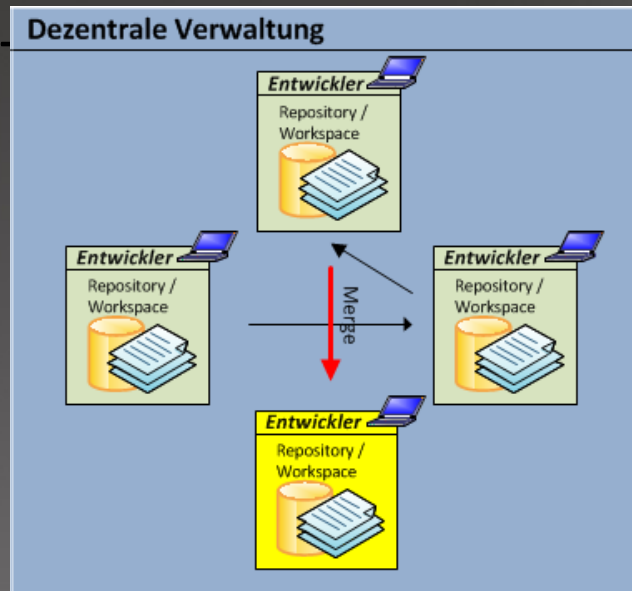 Dezentrale Verwaltung
Entwickler
Repository /
Workspace
Entwickler
Repository /
Workspace
Entwickler
Repository /
Workspace
Merge
Entwickler
Repository /
Workspace